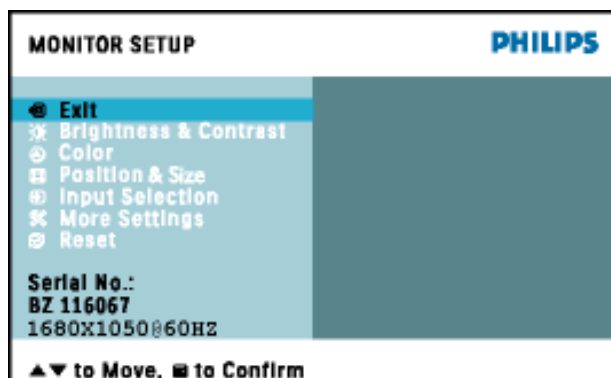 MONITOR SETUP PHILIPS
Exit
Brightness & Contrast
Color
Position & Size
Input Selection
More Settings
Reset
Serial No.:
BZ 116067
1680X1050@60HZ
▲▼ to Move, to Confirm